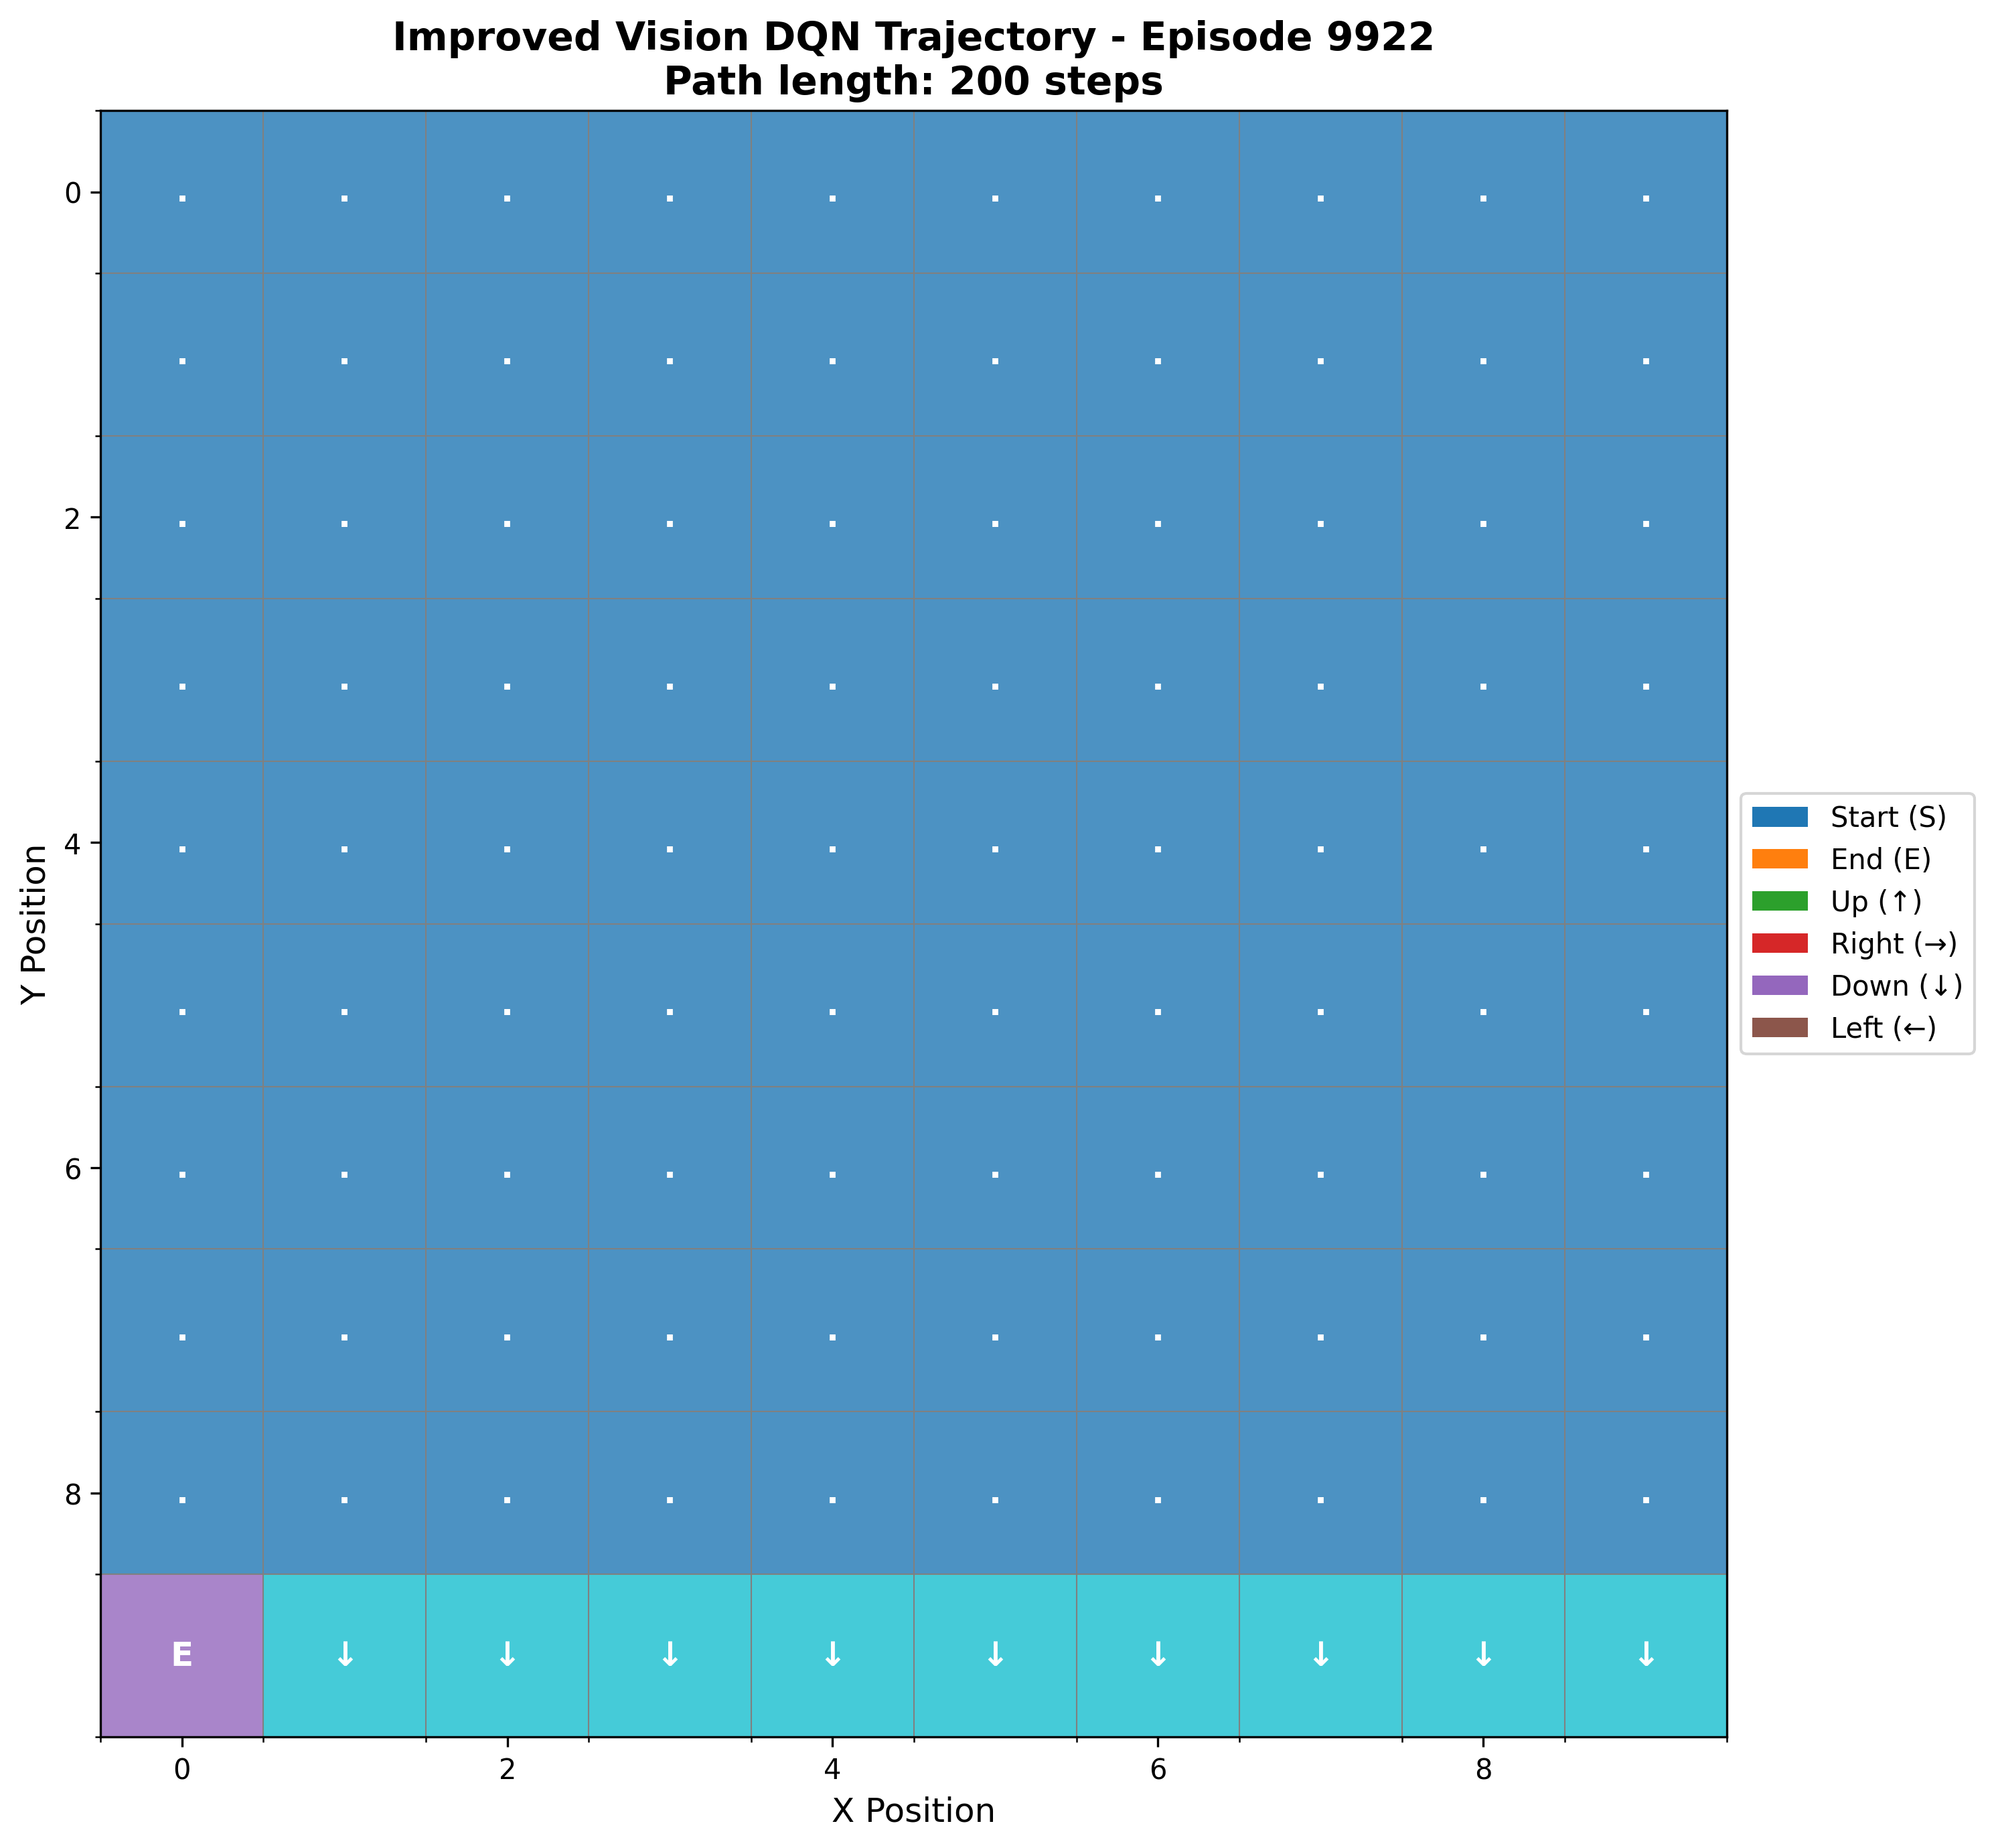 Improved Vision DQN Trajectory - Episode 9922
Path length: 200 steps
0
2
4
6
8
Y Position
. . . . . . . . . .
. . . . . . . . . .
. . . . . . . . . .
. . . . . . . . . .
. . . . . . . . . .
. . . . . . . . . .
. . . . . . . . . .
. . . . . . . . . .
. . . . . . . . . .
E ↓ ↓ ↓ ↓ ↓ ↓ ↓ ↓ ↓
0 2 4 6 8
X Position
Start (S)
End (E)
Up (↑)
Right (→)
Down (↓)
Left (←)